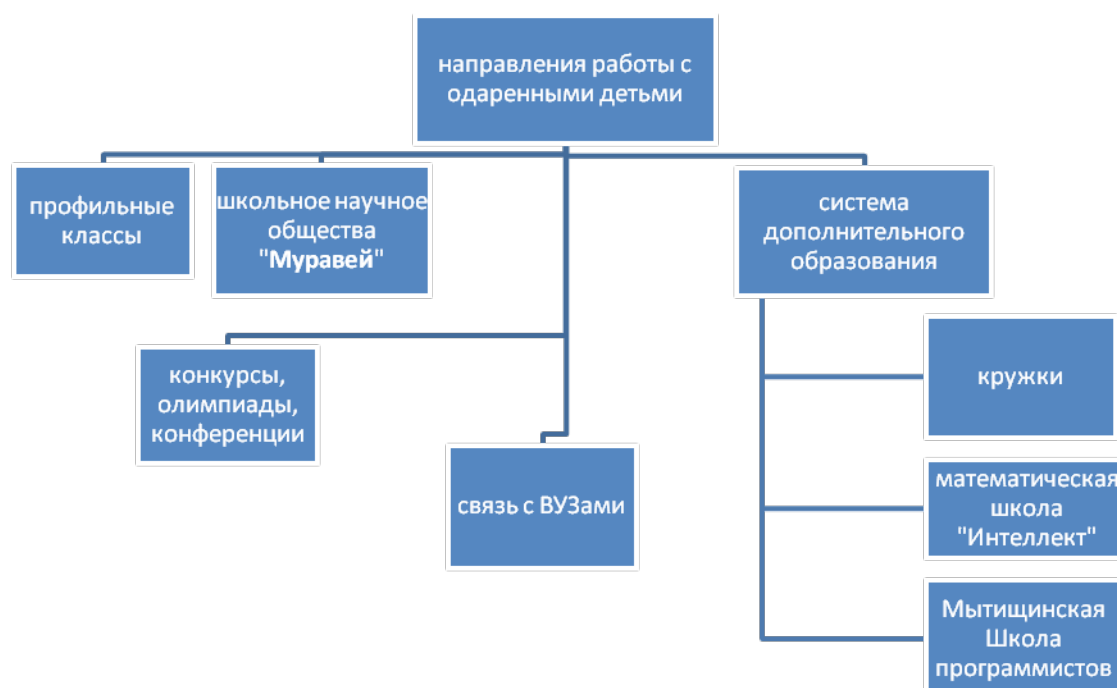 направления работы с
одаренными детьми
профильные
классы
школьное научное
общества
"Муравей"
система
дополнительного
образования
конкурсы,
олимпиады,
конференции
связь с ВУЗами
кружки
математическая
школа
"Интеллект"
Мытищинская
Школа
программистов